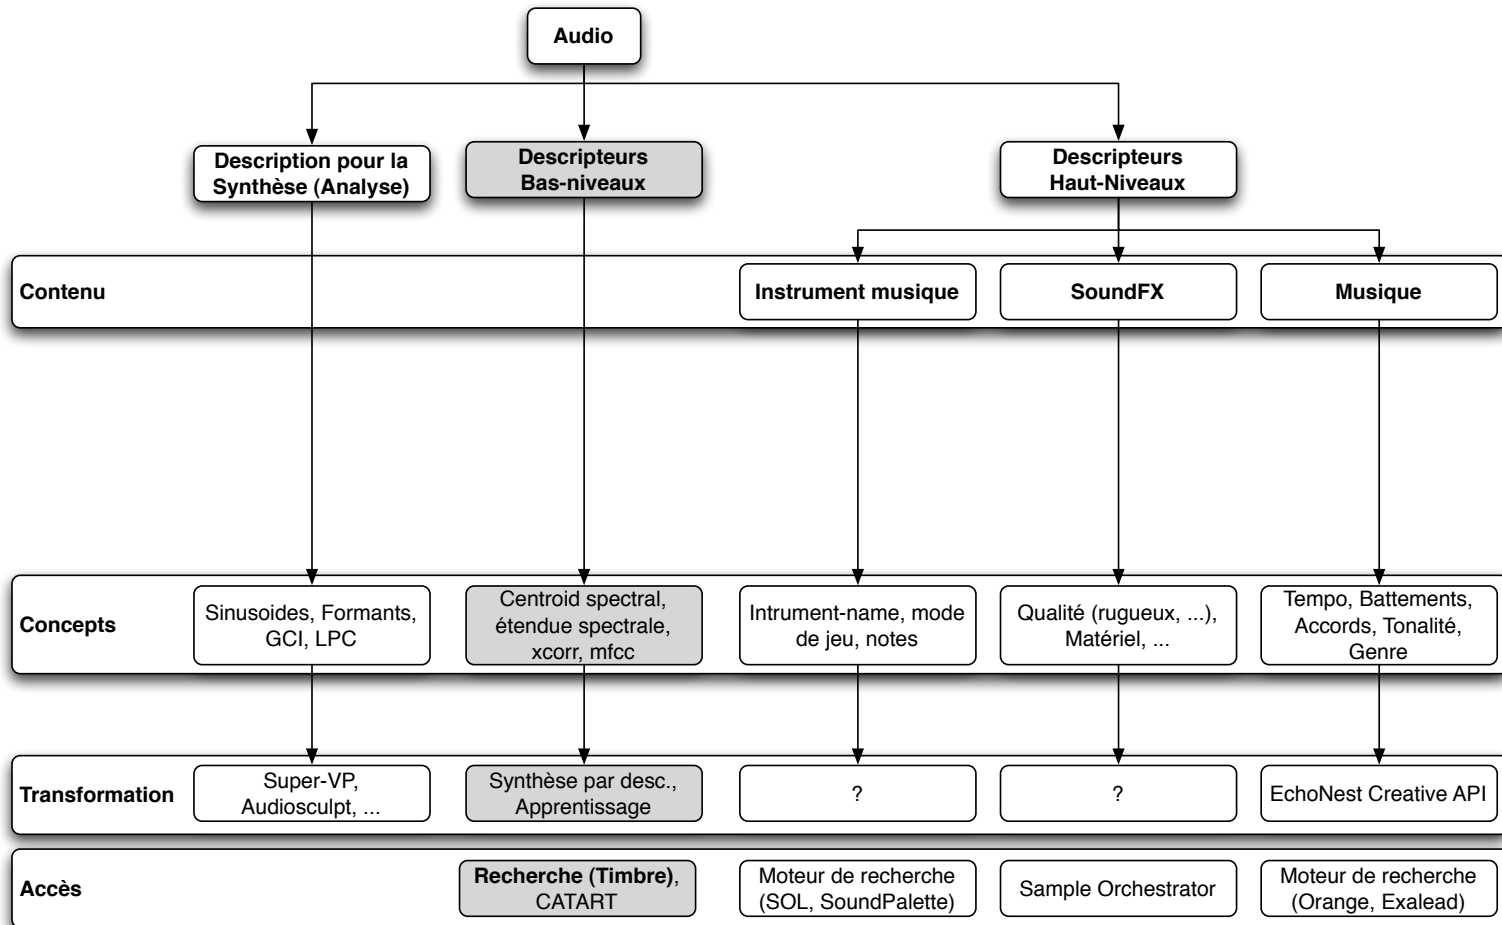 Audio
Description pour la
Synthèse (Analyse)
Descripteurs
Bas-niveaux
Descripteurs
Haut-Niveaux
Contenu
Instrument musique
SoundFX
Musique
Concepts
Sinusoides, Formants,
GCI, LPC
Centroid spectral,
étendue spectrale,
xcorr, mfcc
Intrument-name, mode
de jeu, notes
Qualité (rugueux, ...),
Matériel, ...
Tempo, Battements,
Accords, Tonalité,
Genre
Transformation
Super-VP,
Audiosculpt, ...
Synthèse par desc.,
Apprentissage
?
?
EchoNest Creative API
Accès
Recherche (Timbre),
CATART
Moteur de recherche
(SOL, SoundPalette)
Sample Orchestrator
Moteur de recherche
(Orange, Exalead)